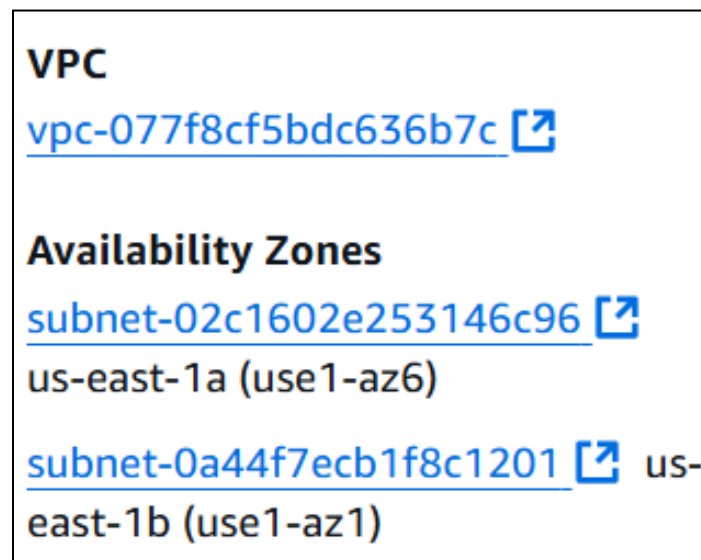 VPC
vpc-077f8cf5bdc636b7c
Availability Zones
subnet-02c1602e253146c96
us-east-1a (use1-az6)
subnet-0a44f7ecb1f8c1201 us-
east-1b (use1-az1)